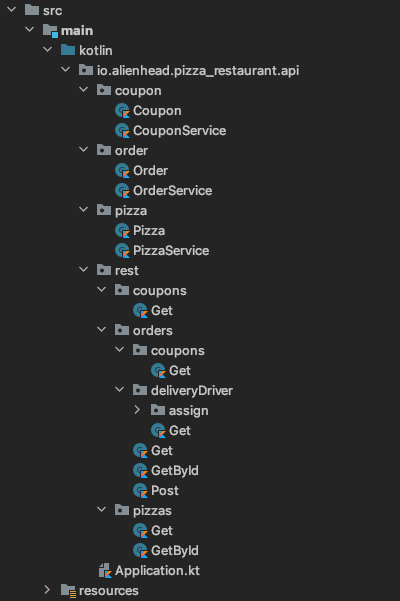 src
main
kotlin
io.alienhead.pizza_restaurant.api
coupon
Coupon
CouponService
order
Order
OrderService
pizza
Pizza
PizzaService
rest
coupons
Get
orders
coupons
Get
deliveryDriver
assign
Get
Get
GetById
Post
pizzas
Get
GetById
Application.kt
resources